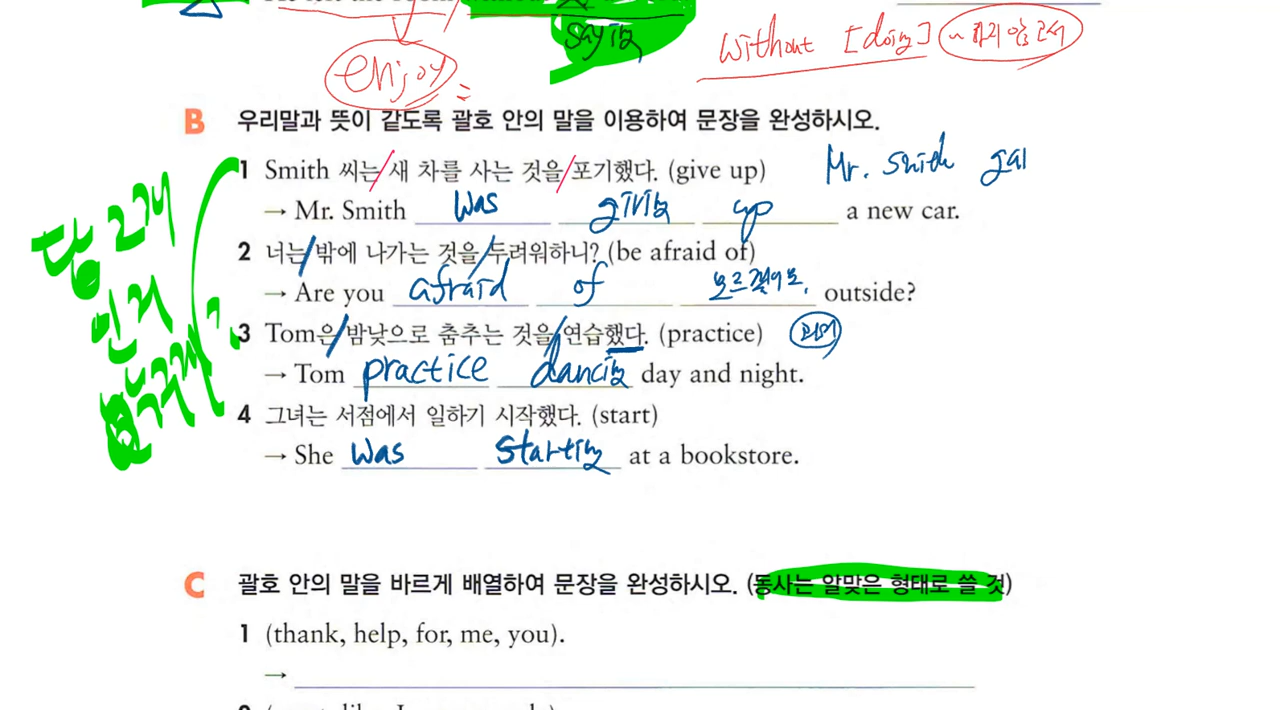 saying
without [doing] ~하지 않고서
enjoy
B 우리말과 뜻이 같도록 괄호 안의 말을 이용하여 문장을 완성하시오.
1 Smith 씨는/새 차를 사는 것을/포기했다. (give up) Mr. Smith gai
→ Mr. Smith was giving up a new car.
2 너는/밖에 나가는 것을/두려워하니? (be afraid of)
→ Are you afraid of 모르겠어요. outside?
3 Tom은/밤낮으로 춤추는 것을/연습했다. (practice) 과거
→ Tom practice dancing day and night.
4 그녀는 서점에서 일하기 시작했다. (start)
→ She was starting at a bookstore.
C 괄호 안의 말을 바르게 배열하여 문장을 완성하시오. (동사는 알맞은 형태로 쓸 것)
1 (thank, help, for, me, you).
→